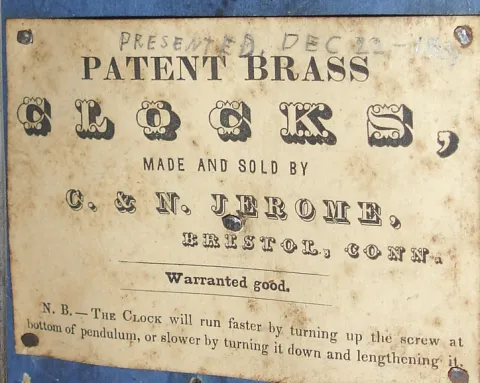 PRESENTED, DEC 22 -
PATENT BRASS
CLOCKS,
MADE AND SOLD BY
C. & N. JEROME,
BRISTOL, CONN.
Warranted good.
N. B. — THE CLOCK will run faster by turning up the screw at
bottom of pendulum, or slower by turning it down and lengthening it.